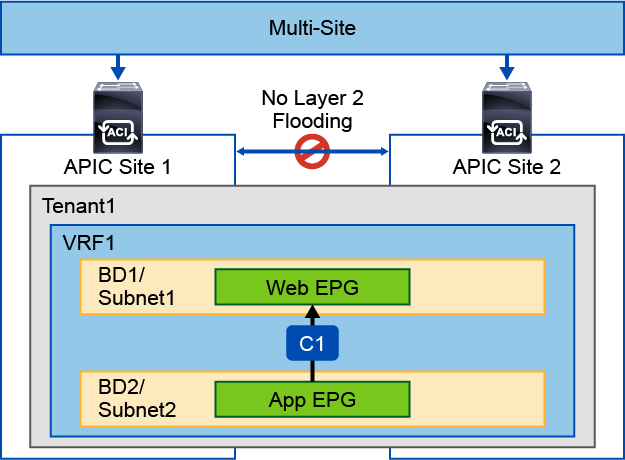 Multi-Site
No Layer 2
Flooding
ACI
ACI
APIC Site 1
APIC Site 2
Tenant1
VRF1
BD1/
Subnet1
Web EPG
C1
BD2/
Subnet2
App EPG